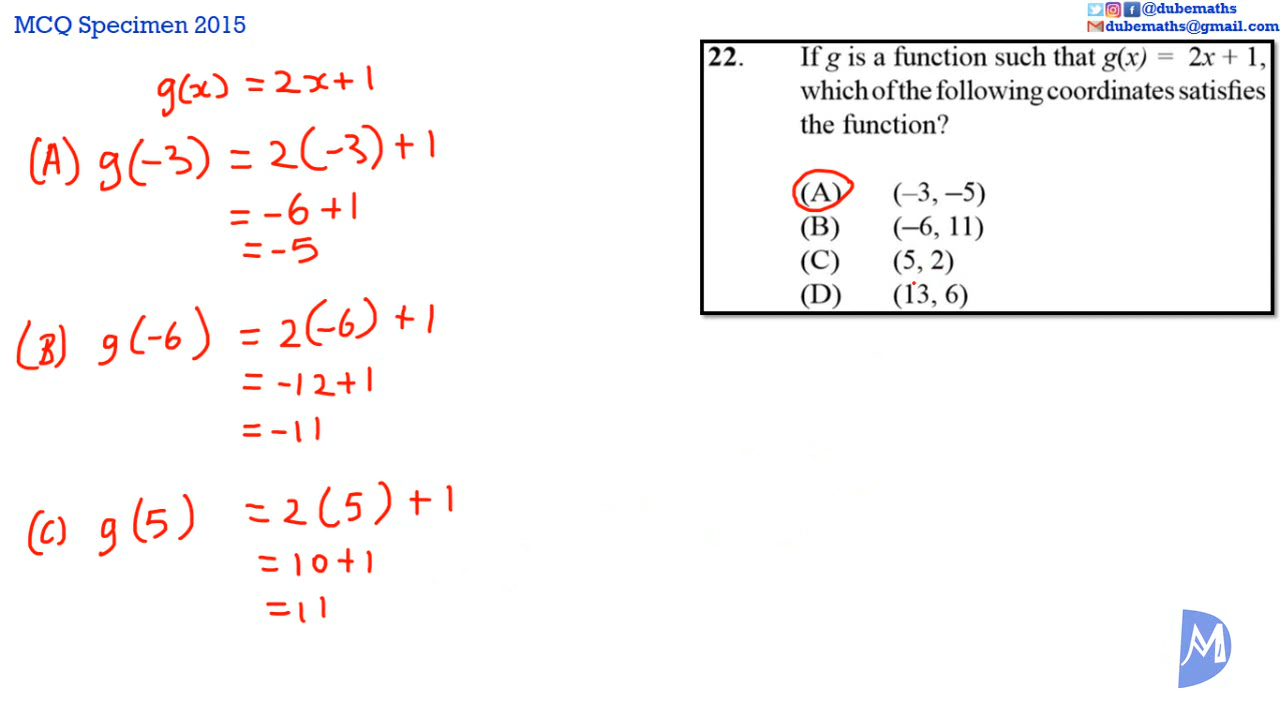 MCQ Specimen 2015
@dubemaths
dubemaths@gmail.com
g(x) = 2x+1
(A) g(-3) = 2(-3) + 1
= -6 + 1
= -5
(B) g(-6) = 2(-6) + 1
= -12+1
= -11
(C) g(5) = 2(5) + 1
= 10+1
= 11
22. If g is a function such that g(x) = 2x + 1,
which of the following coordinates satisfies
the function?
(A) (–3, –5)
(B) (–6, 11)
(C) (5, 2)
(D) (13, 6)
M